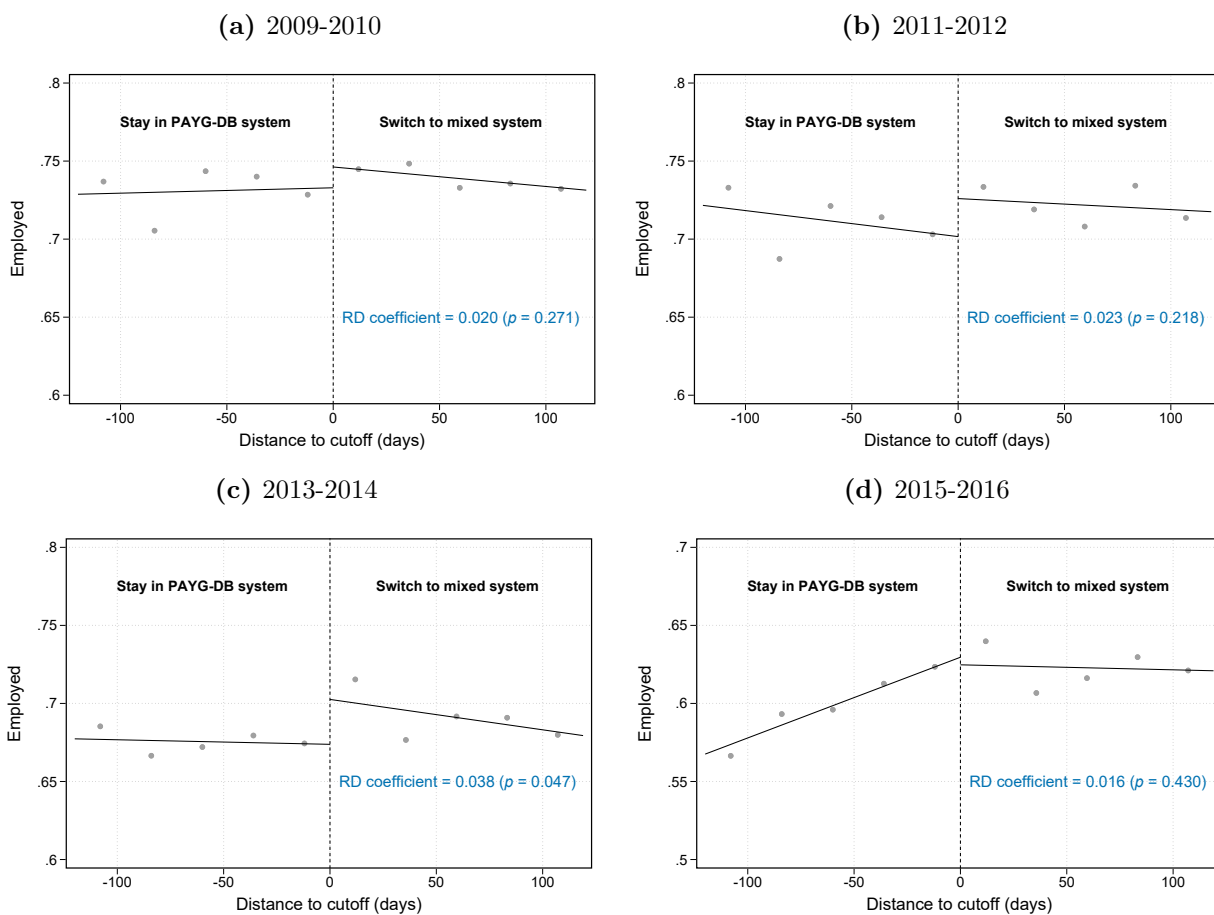 (a) 2009-2010
.8
.75
.7
.65
.6
Employed
Stay in PAYG-DB system
Switch to mixed system
RD coefficient = 0.020 (p = 0.271)
-100 -50 0 50 100
Distance to cutoff (days)
(b) 2011-2012
.8
.75
.7
.65
.6
Employed
Stay in PAYG-DB system
Switch to mixed system
RD coefficient = 0.023 (p = 0.218)
-100 -50 0 50 100
Distance to cutoff (days)
(c) 2013-2014
.8
.75
.7
.65
.6
Employed
Stay in PAYG-DB system
Switch to mixed system
RD coefficient = 0.038 (p = 0.047)
-100 -50 0 50 100
Distance to cutoff (days)
(d) 2015-2016
.7
.65
.6
.55
.5
Employed
Stay in PAYG-DB system
Switch to mixed system
RD coefficient = 0.016 (p = 0.430)
-100 -50 0 50 100
Distance to cutoff (days)